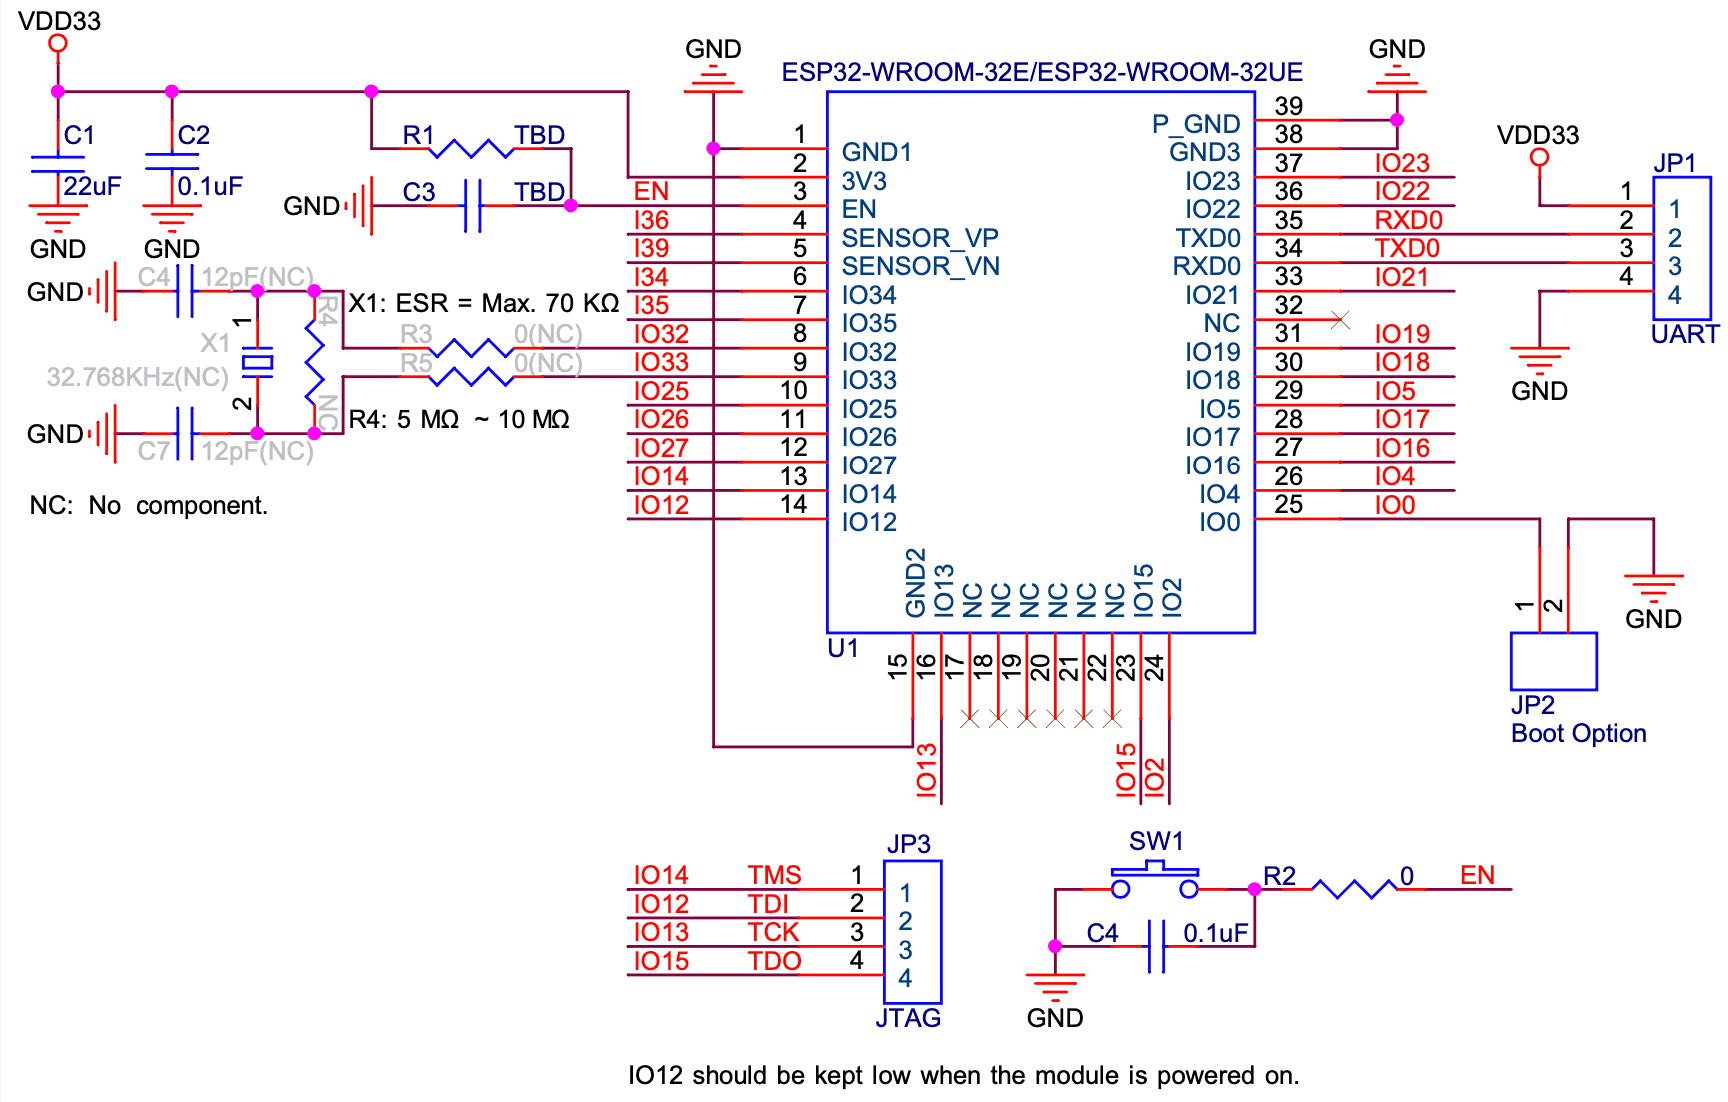 VDD33
C1
22uF
GND
C2
0.1uF
GND
R1 TBD
GND C3 TBD
GND C4 12pF(NC)
1
X1
32.768KHz(NC)
2
R4
NC
GND C7 12pF(NC)
X1: ESR = Max. 70 KΩ
R3 0(NC)
R5 0(NC)
R4: 5 MΩ ~ 10 MΩ
NC: No component.
GND
ESP32-WROOM-32E/ESP32-WROOM-32UE
GND
1 GND1
2 3V3
EN 3 EN
I36 4 SENSOR_VP
I39 5 SENSOR_VN
I34 6 IO34
I35 7 IO35
IO32 8 IO32
IO33 9 IO33
IO25 10 IO25
IO26 11 IO26
IO27 12 IO27
IO14 13 IO14
IO12 14 IO12
P_GND 39
GND3 38
IO23 37 IO23
IO22 36 IO22
TXD0 35 RXD0
RXD0 34 TXD0
IO21 33 IO21
NC 32
IO19 31 IO19
IO18 30 IO18
IO5 29 IO5
IO17 28 IO17
IO16 27 IO16
IO4 26 IO4
IO0 25 IO0
GND2 15
IO13 16 IO13
NC 17
NC 18
NC 19
NC 20
NC 21
NC 22
IO15 23 IO15
IO2 24 IO2
U1
VDD33
JP1
1 1
2 2
3 3
4 4
UART
GND
1
2
GND
JP2
Boot Option
JP3
IO14 TMS 1 1
IO12 TDI 2 2
IO13 TCK 3 3
IO15 TDO 4 4
JTAG
SW1
R2 0 EN
C4 0.1uF
GND
IO12 should be kept low when the module is powered on.